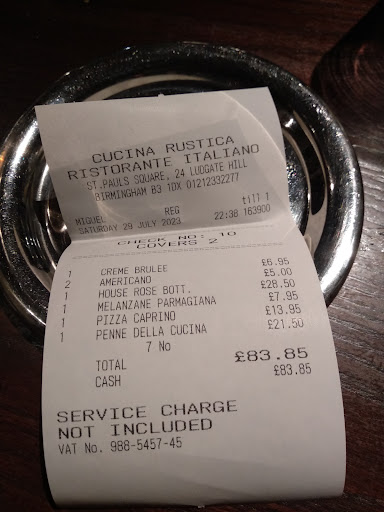 CUCINA RUSTICA
RISTORANTE ITALIANO
ST.PAULS SQUARE, 24 LUDGATE HILL
BIRMINGHAM B3 1DX 01212332277
REG till 1
MIGUEL 22:38 163900
SATURDAY 29 JULY 2023
CHECK NO: 10
COVERS 2
1 CREME BRULEE £6.95
2 AMERICANO £5.00
1 HOUSE ROSE BOTT. £28.50
1 MELANZANE PARMAGIANA £7.95
1 PIZZA CAPRINO £13.95
1 PENNE DELLA CUCINA £21.50
7 No
TOTAL £83.85
CASH £83.85
SERVICE CHARGE
NOT INCLUDED
VAT No. 988-5457-45